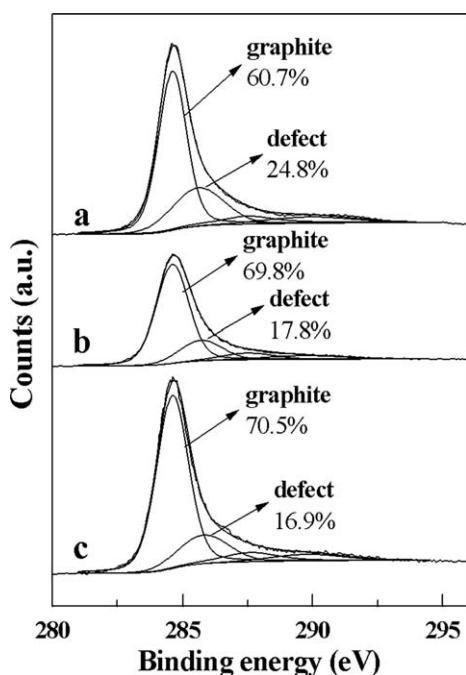 graphite
60.7%
defect
24.8%
a
graphite
69.8%
defect
17.8%
b
graphite
70.5%
defect
16.9%
c
Counts (a.u.)
280 285 290 295
Binding energy (eV)